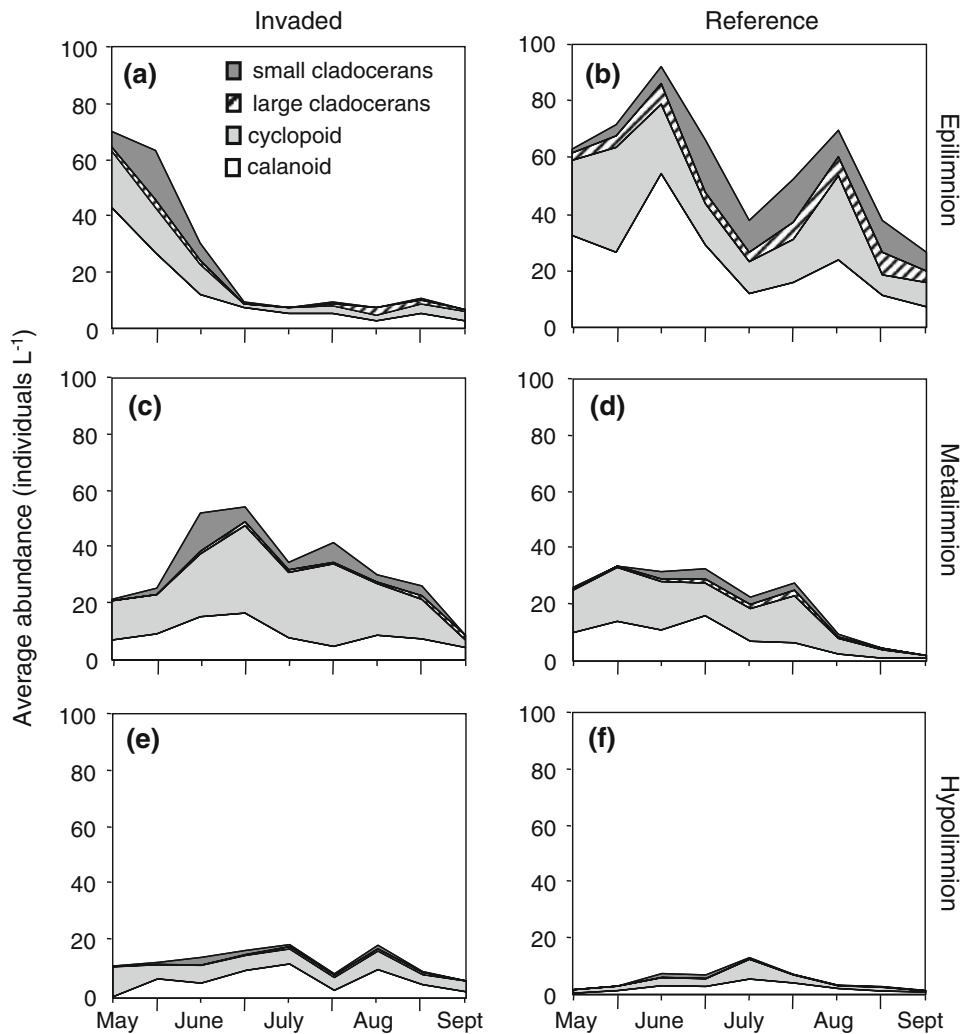 Invaded
Reference
100
80
60
40
20
0
(a)
small cladocerans
large cladocerans
cyclopoid
calanoid
100
80
60
40
20
0
(b)
Epilimnion
Average abundance (individuals L⁻¹)
100
80
60
40
20
0
(c)
100
80
60
40
20
0
(d)
Metalimnion
100
80
60
40
20
0
(e)
May June July Aug Sept
100
80
60
40
20
0
(f)
May June July Aug Sept
Hypolimnion